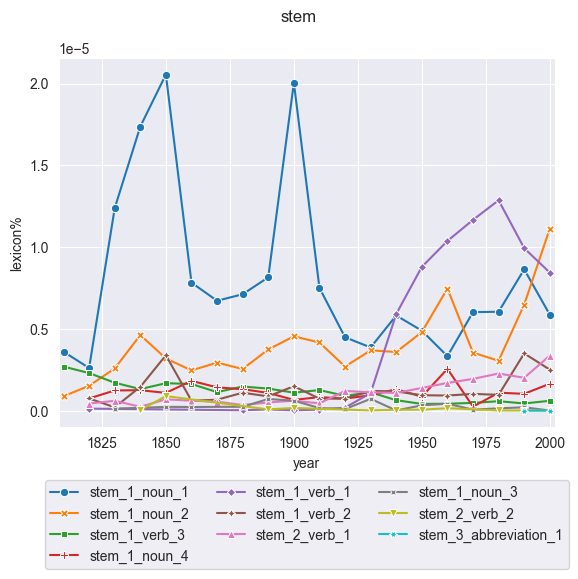 stem
1e−5
2.0
1.5
1.0
0.5
0.0
lexicon%
1825 1850 1875 1900 1925 1950 1975 2000
year
stem_1_noun_1 stem_1_verb_1 stem_1_noun_3
stem_1_noun_2 stem_1_verb_2 stem_2_verb_2
stem_1_verb_3 stem_2_verb_1 stem_3_abbreviation_1
stem_1_noun_4